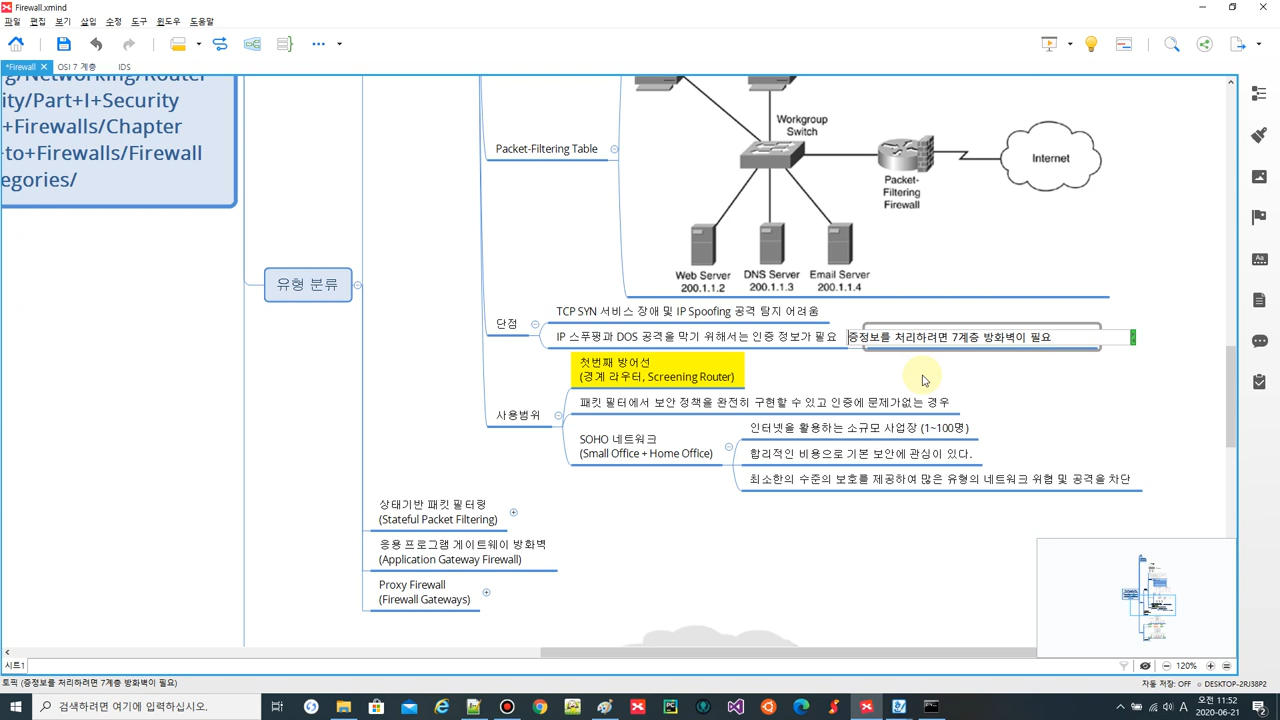 Firewall.xmind
파일 편집 보기 삽입 수정 도구 윈도우 도움말
*Firewall OSI 7 계층 IDS
g/Networking/Router
ity/Part+I+Security
+Firewalls/Chapter
-to+Firewalls/Firewall
egories/
유형 분류
Packet-Filtering Table
Workgroup
Switch
Packet-
Filtering
Firewall
Internet
Web Server
200.1.1.2
DNS Server
200.1.1.3
Email Server
200.1.1.4
단점
TCP SYN 서비스 장애 및 IP Spoofing 공격 탐지 어려움
IP 스푸핑과 DOS 공격을 막기 위해서는 인증 정보가 필요
증정보를 처리하려면 7계층 방화벽이 필요
사용범위
첫번째 방어선
(경계 라우터, Screening Router)
패킷 필터에서 보안 정책을 완전히 구현할 수 있고 인증에 문제가없는 경우
SOHO 네트워크
(Small Office + Home Office)
인터넷을 활용하는 소규모 사업장 (1~100명)
합리적인 비용으로 기본 보안에 관심이 있다.
최소한의 수준의 보호를 제공하여 많은 유형의 네트워크 위협 및 공격을 차단
상태기반 패킷 필터링
(Stateful Packet Filtering)
응용 프로그램 게이트웨이 방화벽
(Application Gateway Firewall)
Proxy Firewall
(Firewall Gateways)
시트1
120%
토픽 (증정보를 처리하려면 7계층 방화벽이 필요)
자동 저장: OFF DESKTOP-2RJ38P2
검색하려면 여기에 입력하십시오.
A
오전 11:52
2020-06-21